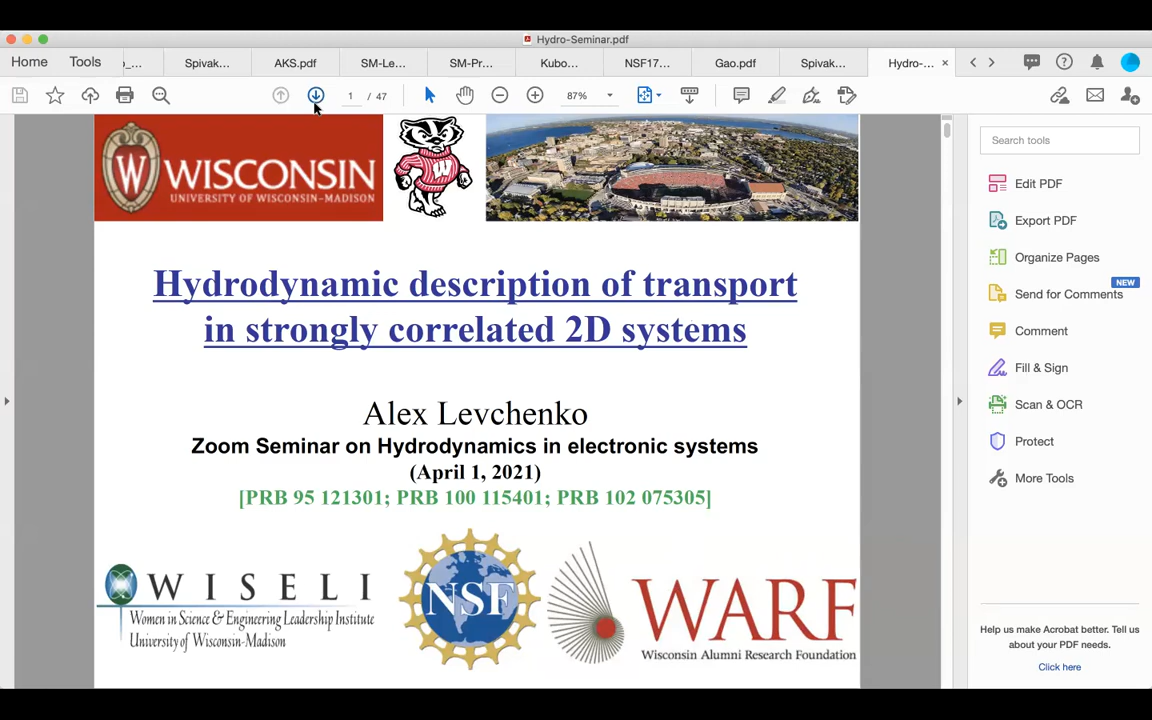 Hydro-Seminar.pdf
Home Tools _... Spivak... AKS.pdf SM-Le... SM-Pr... Kubo... NSF17... Gao.pdf Spivak... Hydro-... ×
1 / 47 87%
W WISCONSIN
UNIVERSITY OF WISCONSIN-MADISON
W
Hydrodynamic description of transport
in strongly correlated 2D systems
Alex Levchenko
Zoom Seminar on Hydrodynamics in electronic systems
(April 1, 2021)
[PRB 95 121301; PRB 100 115401; PRB 102 075305]
WISELI
Women in Science & Engineering Leadership Institute
University of Wisconsin-Madison
NSF
WARF
Wisconsin Alumni Research Foundation
Search tools
Edit PDF
Export PDF
Organize Pages
NEW
Send for Comments
Comment
Fill & Sign
Scan & OCR
Protect
More Tools
Help us make Acrobat better. Tell us
about your PDF needs.
Click here